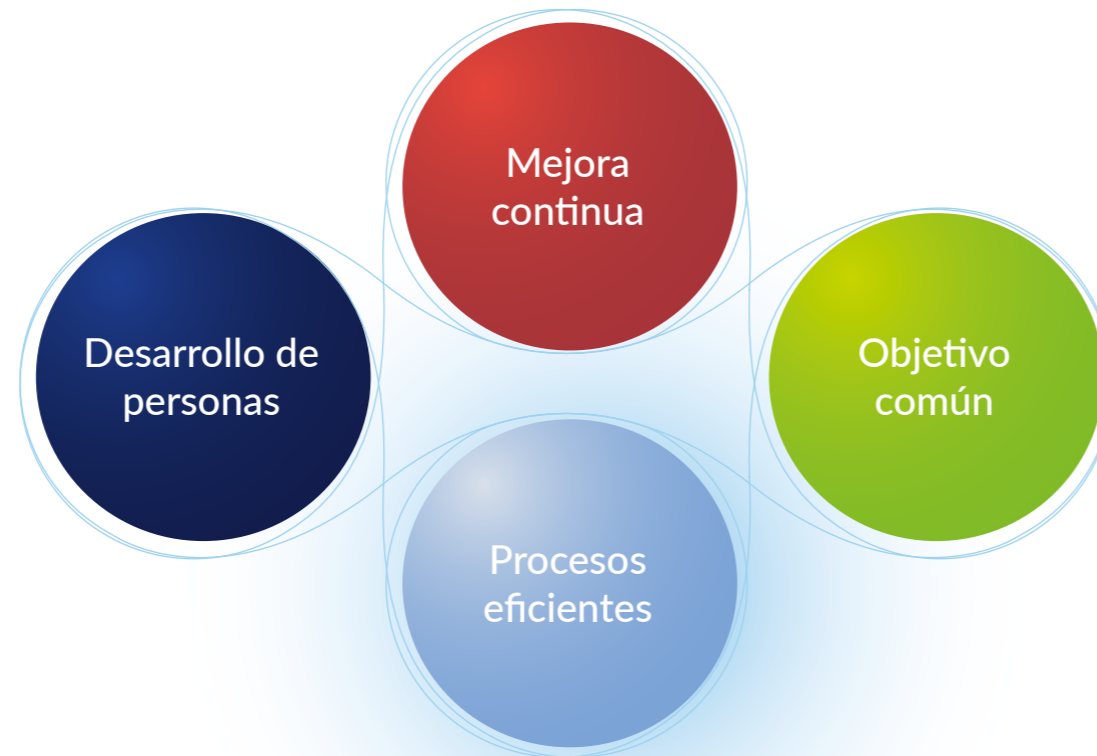 Mejora
continua
Desarrollo de
personas
Objetivo
común
Procesos
eficientes